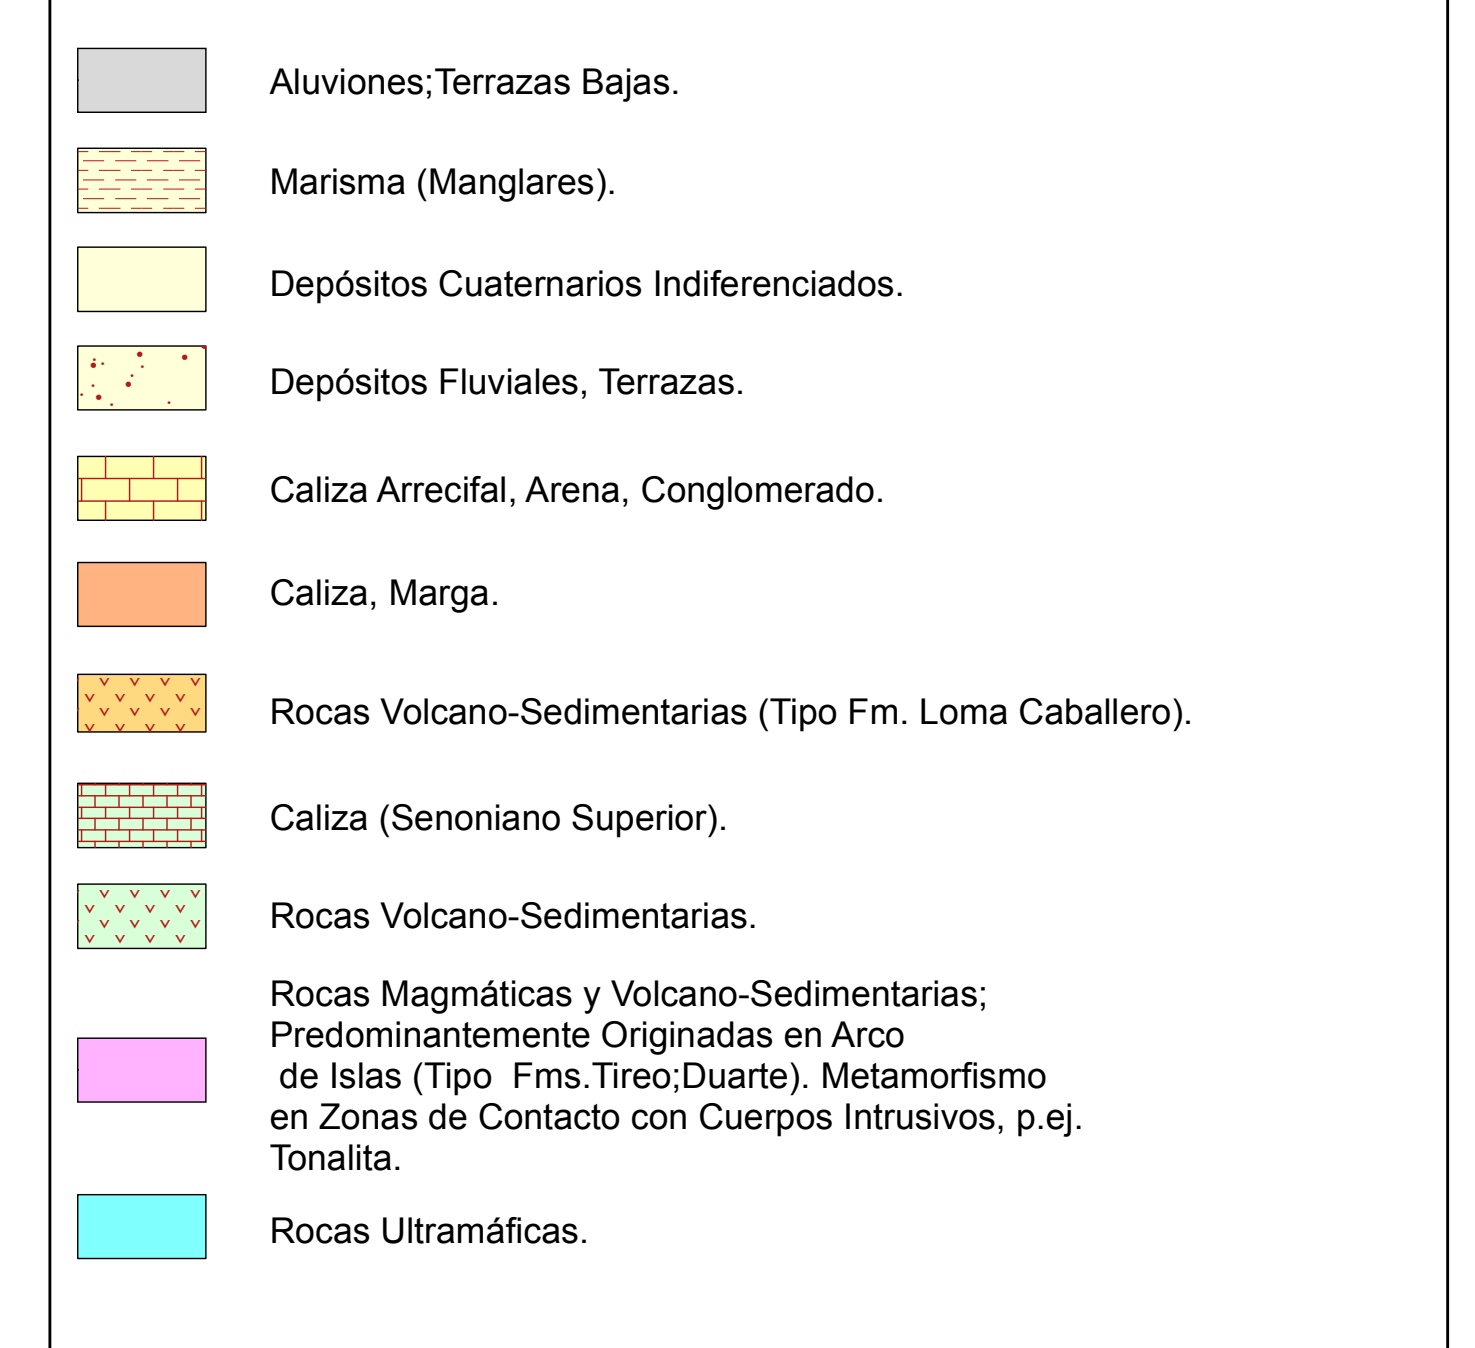 Aluviones;Terrazas Bajas.
Marisma (Manglares).
Depósitos Cuaternarios Indiferenciados.
Depósitos Fluviales, Terrazas.
Caliza Arrecifal, Arena, Conglomerado.
Caliza, Marga.
Rocas Volcano-Sedimentarias (Tipo Fm. Loma Caballero).
Caliza (Senoniano Superior).
Rocas Volcano-Sedimentarias.
Rocas Magmáticas y Volcano-Sedimentarias;
Predominantemente Originadas en Arco
de Islas (Tipo Fms.Tireo;Duarte). Metamorfismo
en Zonas de Contacto con Cuerpos Intrusivos, p.ej.
Tonalita.
Rocas Ultramáficas.